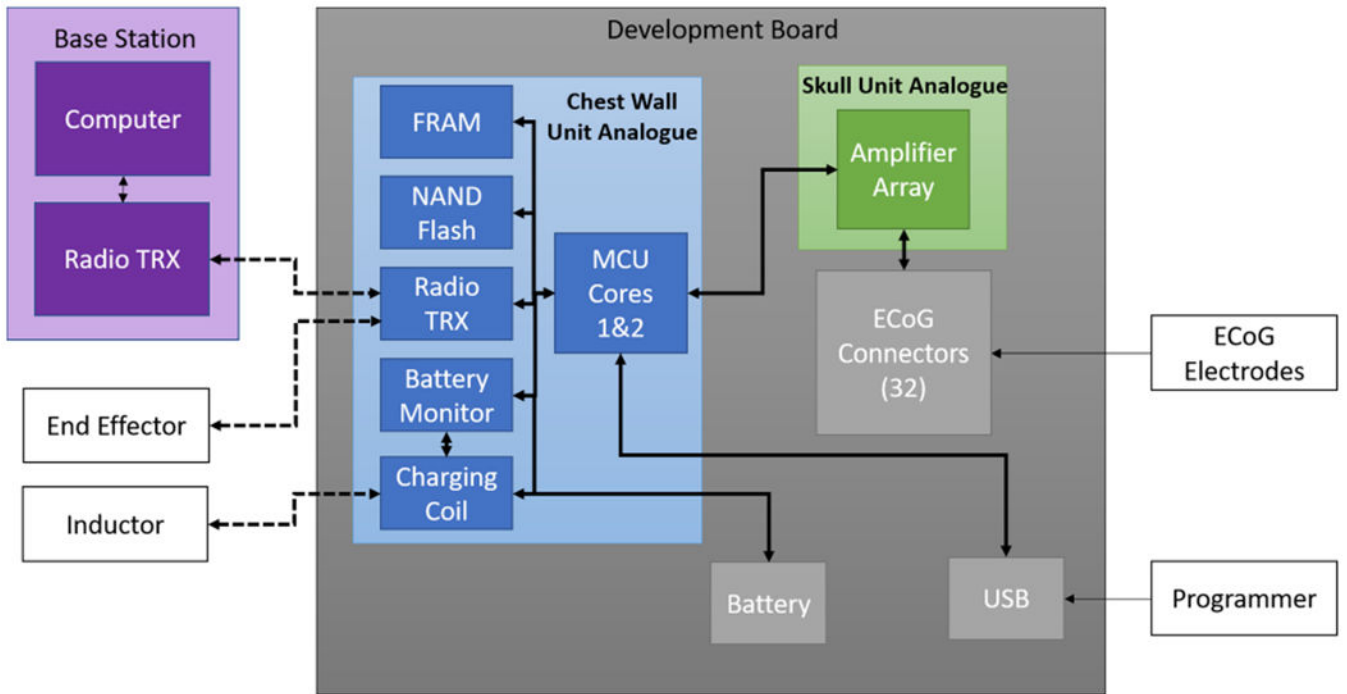 Base Station
Computer
Radio TRX
End Effector
Inductor
Development Board
Chest Wall
Unit Analogue
FRAM
NAND
Flash
Radio
TRX
Battery
Monitor
Charging
Coil
MCU
Cores
1&2
Skull Unit Analogue
Amplifier
Array
ECoG
Connectors
(32)
Battery
USB
ECoG
Electrodes
Programmer